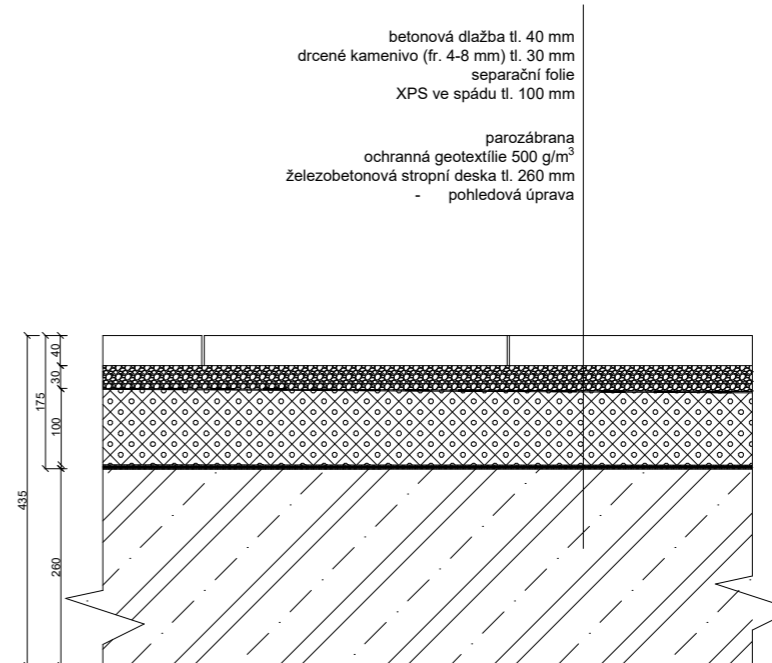 betonová dlažba tl. 40 mm
drcené kamenivo (fr. 4-8 mm) tl. 30 mm
separační folie
XPS ve spádu tl. 100 mm
parozábrana
ochranná geotextílie 500 g/m³
železobetonová stropní deska tl. 260 mm
- pohledová úprava
40
30
175
100
435
260